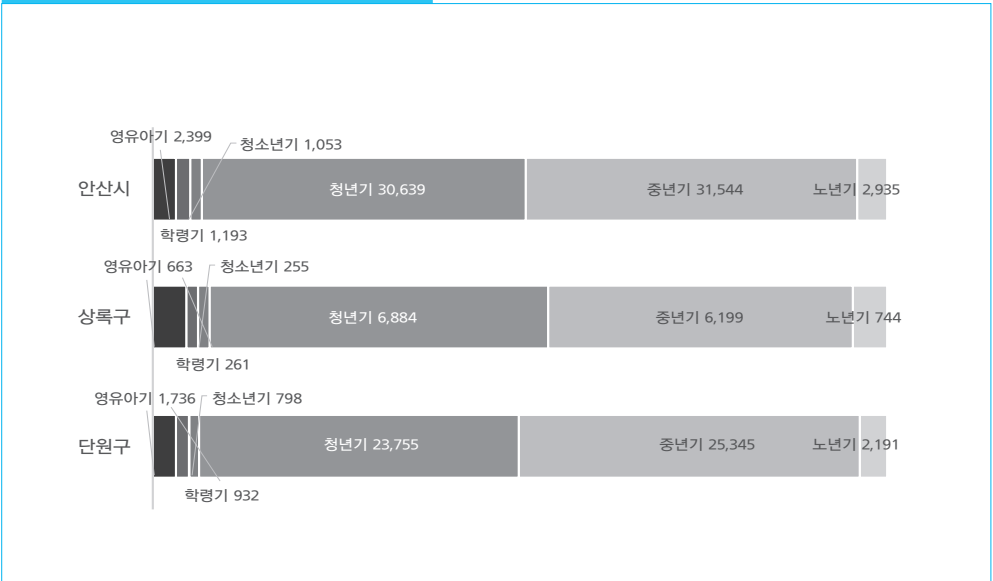 영유아기 2,399
청소년기 1,053
안산시
청년기 30,639
중년기 31,544
노년기 2,935
학령기 1,193
영유아기 663
청소년기 255
상록구
청년기 6,884
중년기 6,199
노년기 744
학령기 261
영유아기 1,736
청소년기 798
단원구
청년기 23,755
중년기 25,345
노년기 2,191
학령기 932